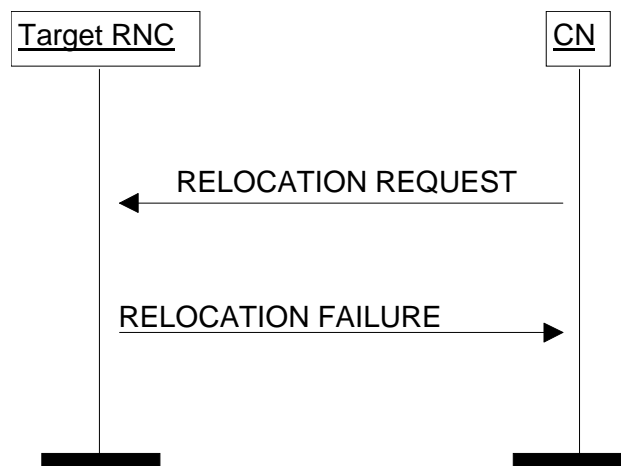 Target RNC
CN
RELOCATION REQUEST
RELOCATION FAILURE